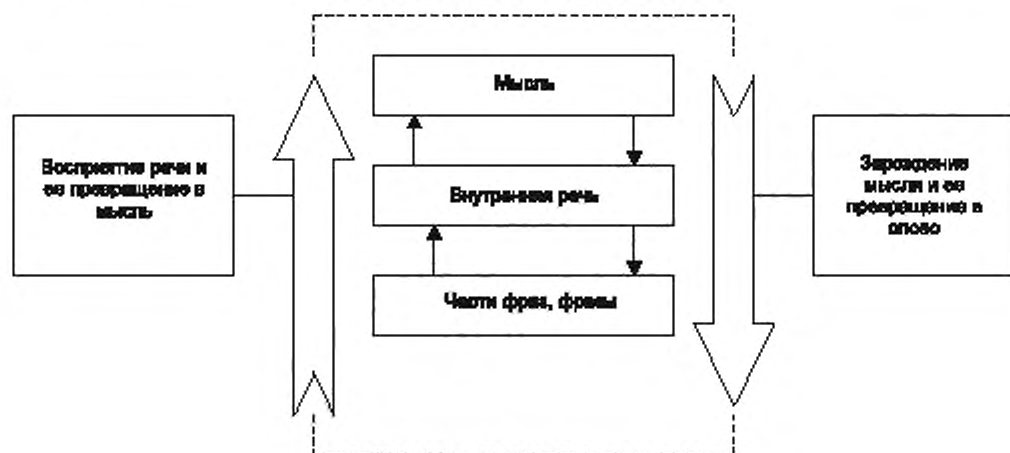 Мысль
Восприятие речи и
ее превращение в
мысль
Внутренняя речь
Зарождение
мысли и ее
превращение в
слово
Части фраз, фразы